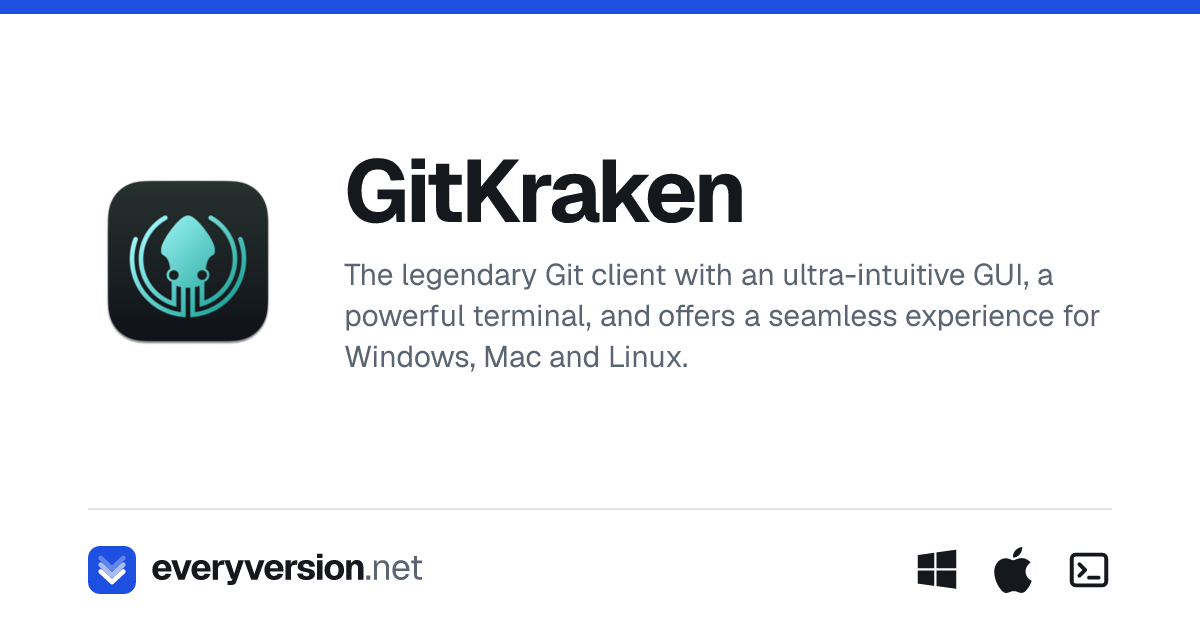 GitKraken
The legendary Git client with an ultra-intuitive GUI, a
powerful terminal, and offers a seamless experience for
Windows, Mac and Linux.
everyversion.net